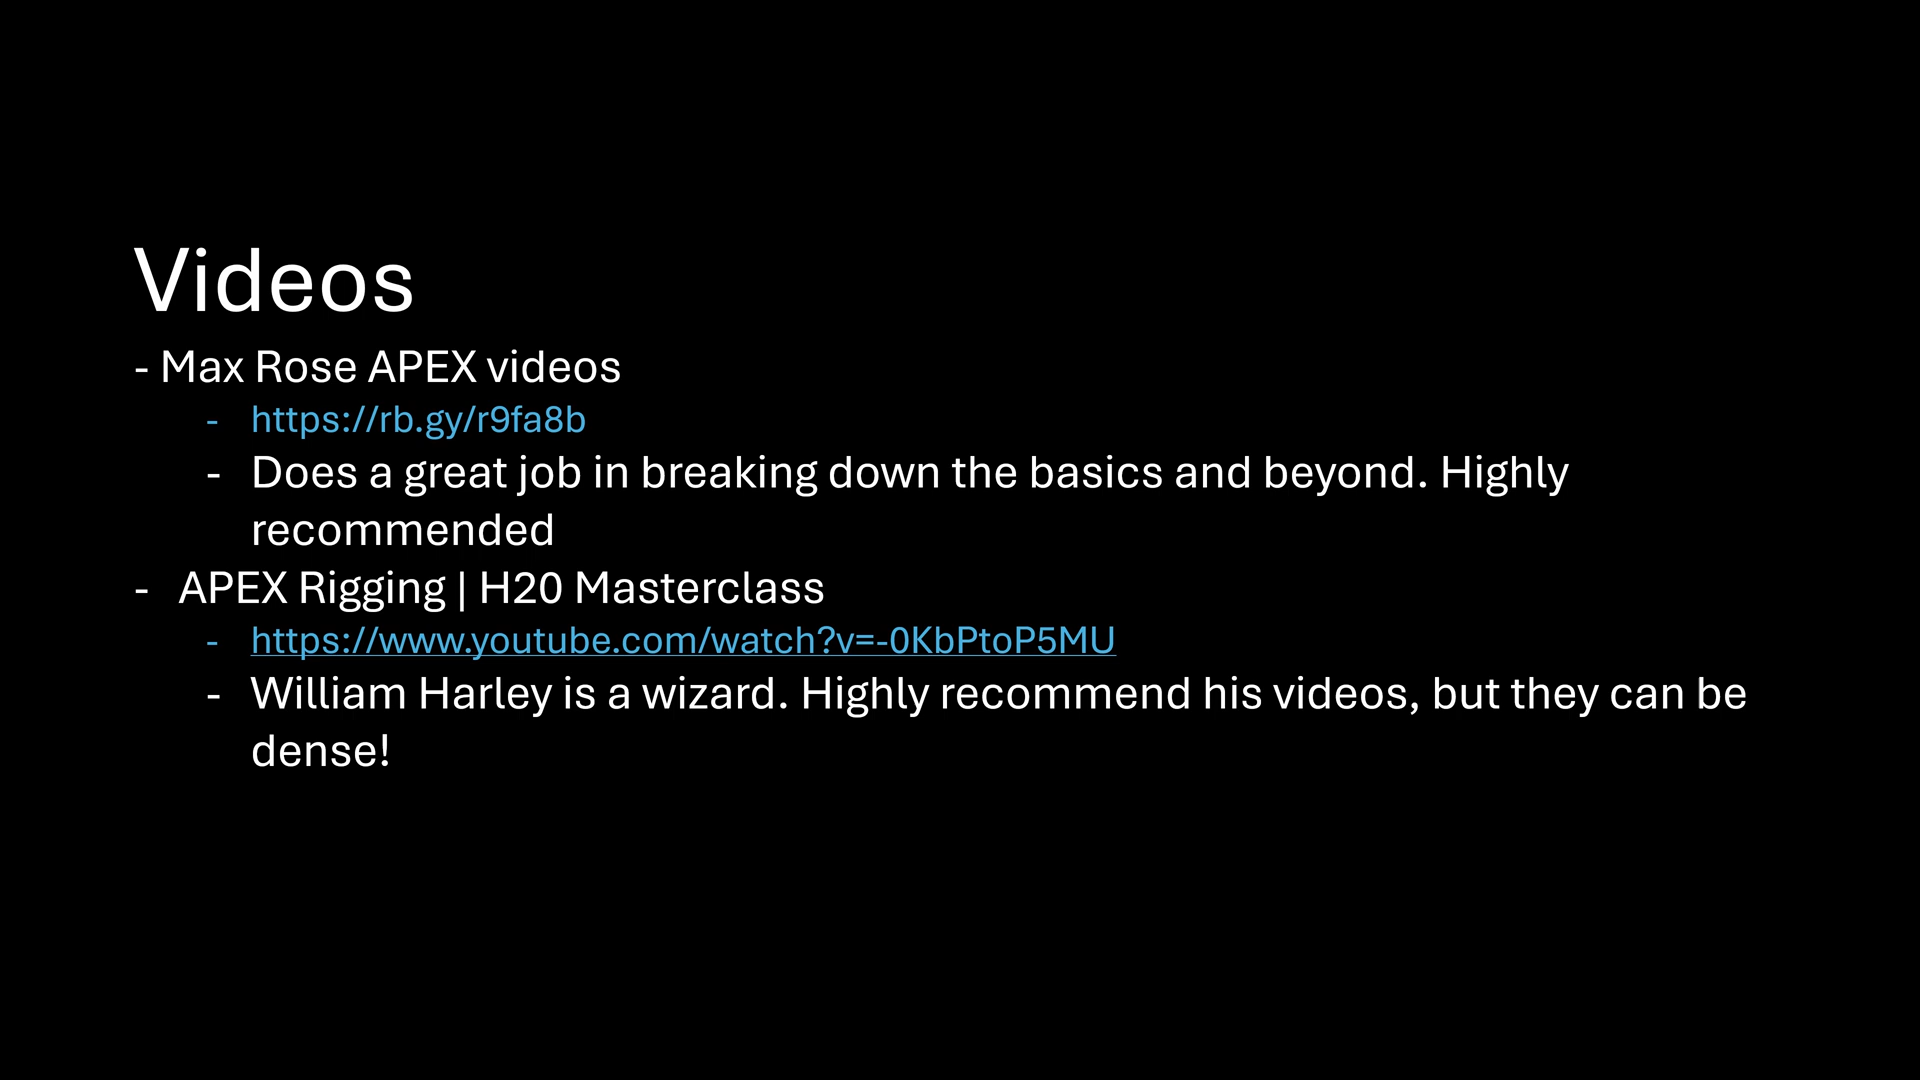 Videos
- Max Rose APEX videos
- https://rb.gy/r9fa8b
- Does a great job in breaking down the basics and beyond. Highly
recommended
- APEX Rigging | H20 Masterclass
- https://www.youtube.com/watch?v=-0KbPtoP5MU
- William Harley is a wizard. Highly recommend his videos, but they can be
dense!